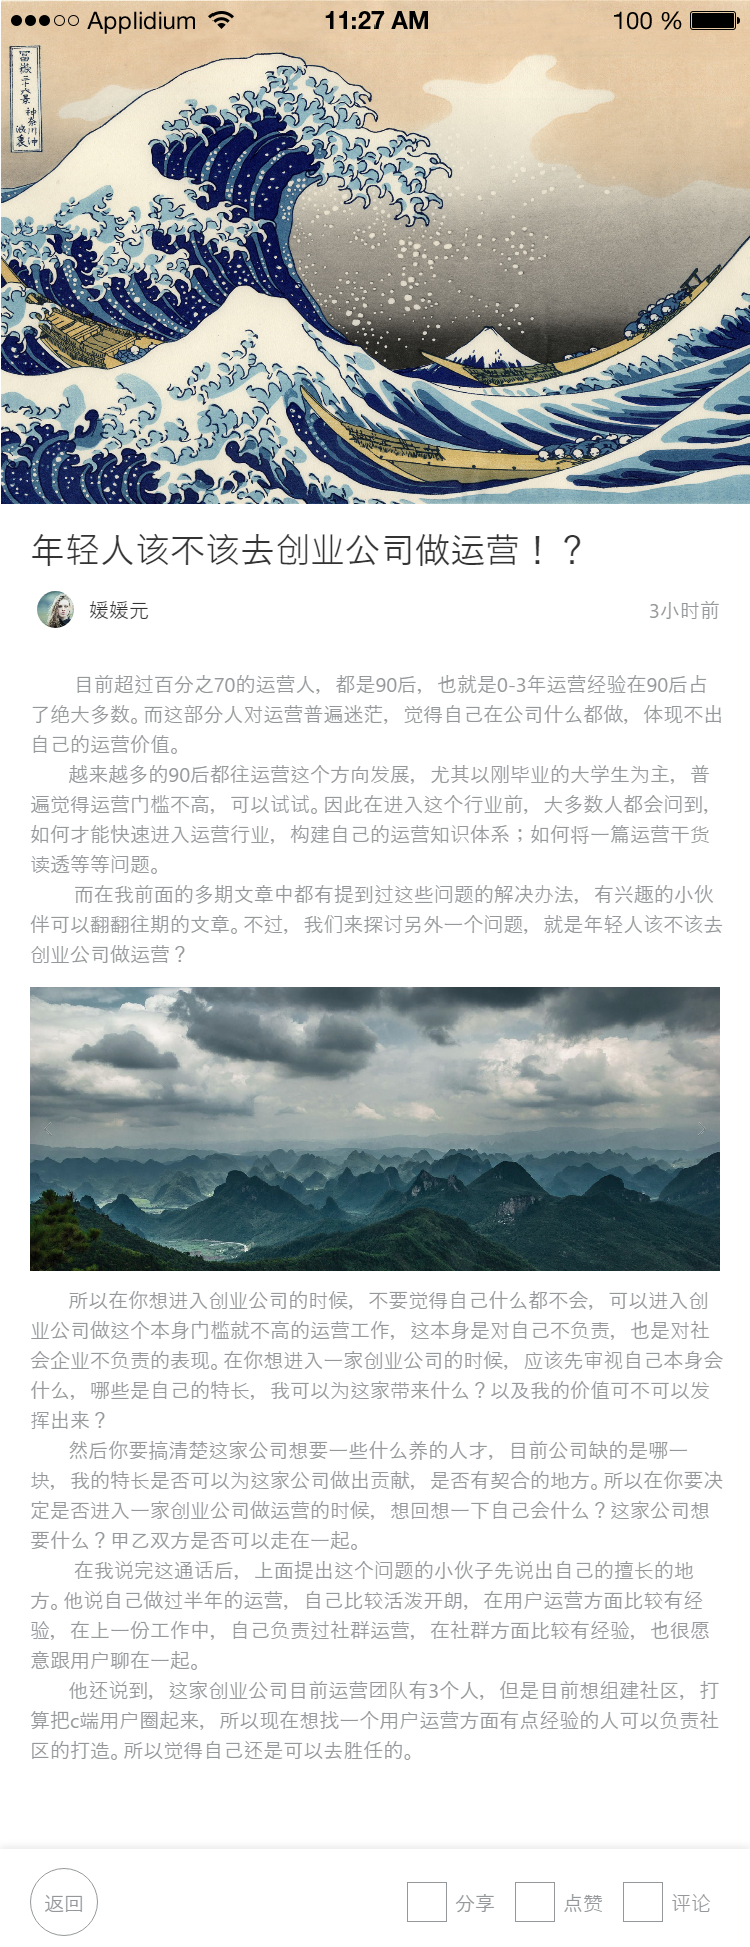 Applidium 11:27 AM 100 %
冨嶽三十六景 神奈川沖
浪裏
年轻人该不该去创业公司做运营！？
媛媛元 3小时前
目前超过百分之70的运营人，都是90后，也就是0-3年运营经验在90后占
了绝大多数。而这部分人对运营普遍迷茫，觉得自己在公司什么都做，体现不出
自己的运营价值。
越来越多的90后都往运营这个方向发展，尤其以刚毕业的大学生为主，普
遍觉得运营门槛不高，可以试试。因此在进入这个行业前，大多数人都会问到，
如何才能快速进入运营行业，构建自己的运营知识体系；如何将一篇运营干货
读透等等问题。
而在我前面的多期文章中都有提到过这些问题的解决办法，有兴趣的小伙
伴可以翻翻往期的文章。不过，我们来探讨另外一个问题，就是年轻人该不该去
创业公司做运营？
所以在你想进入创业公司的时候，不要觉得自己什么都不会，可以进入创
业公司做这个本身门槛就不高的运营工作，这本身是对自己不负责，也是对社
会企业不负责的表现。在你想进入一家创业公司的时候，应该先审视自己本身会
什么，哪些是自己的特长，我可以为这家带来什么？以及我的价值可不可以发
挥出来？
然后你要搞清楚这家公司想要一些什么养的人才，目前公司缺的是哪一
块，我的特长是否可以为这家公司做出贡献，是否有契合的地方。所以在你要决
定是否进入一家创业公司做运营的时候，想回想一下自己会什么？这家公司想
要什么？甲乙双方是否可以走在一起。
在我说完这通话后，上面提出这个问题的小伙子先说出自己的擅长的地
方。他说自己做过半年的运营，自己比较活泼开朗，在用户运营方面比较有经
验，在上一份工作中，自己负责过社群运营，在社群方面比较有经验，也很愿
意跟用户聊在一起。
他还说到，这家创业公司目前运营团队有3个人，但是目前想组建社区，打
算把c端用户圈起来，所以现在想找一个用户运营方面有点经验的人可以负责社
区的打造。所以觉得自己还是可以去胜任的。
返回 分享 点赞 评论